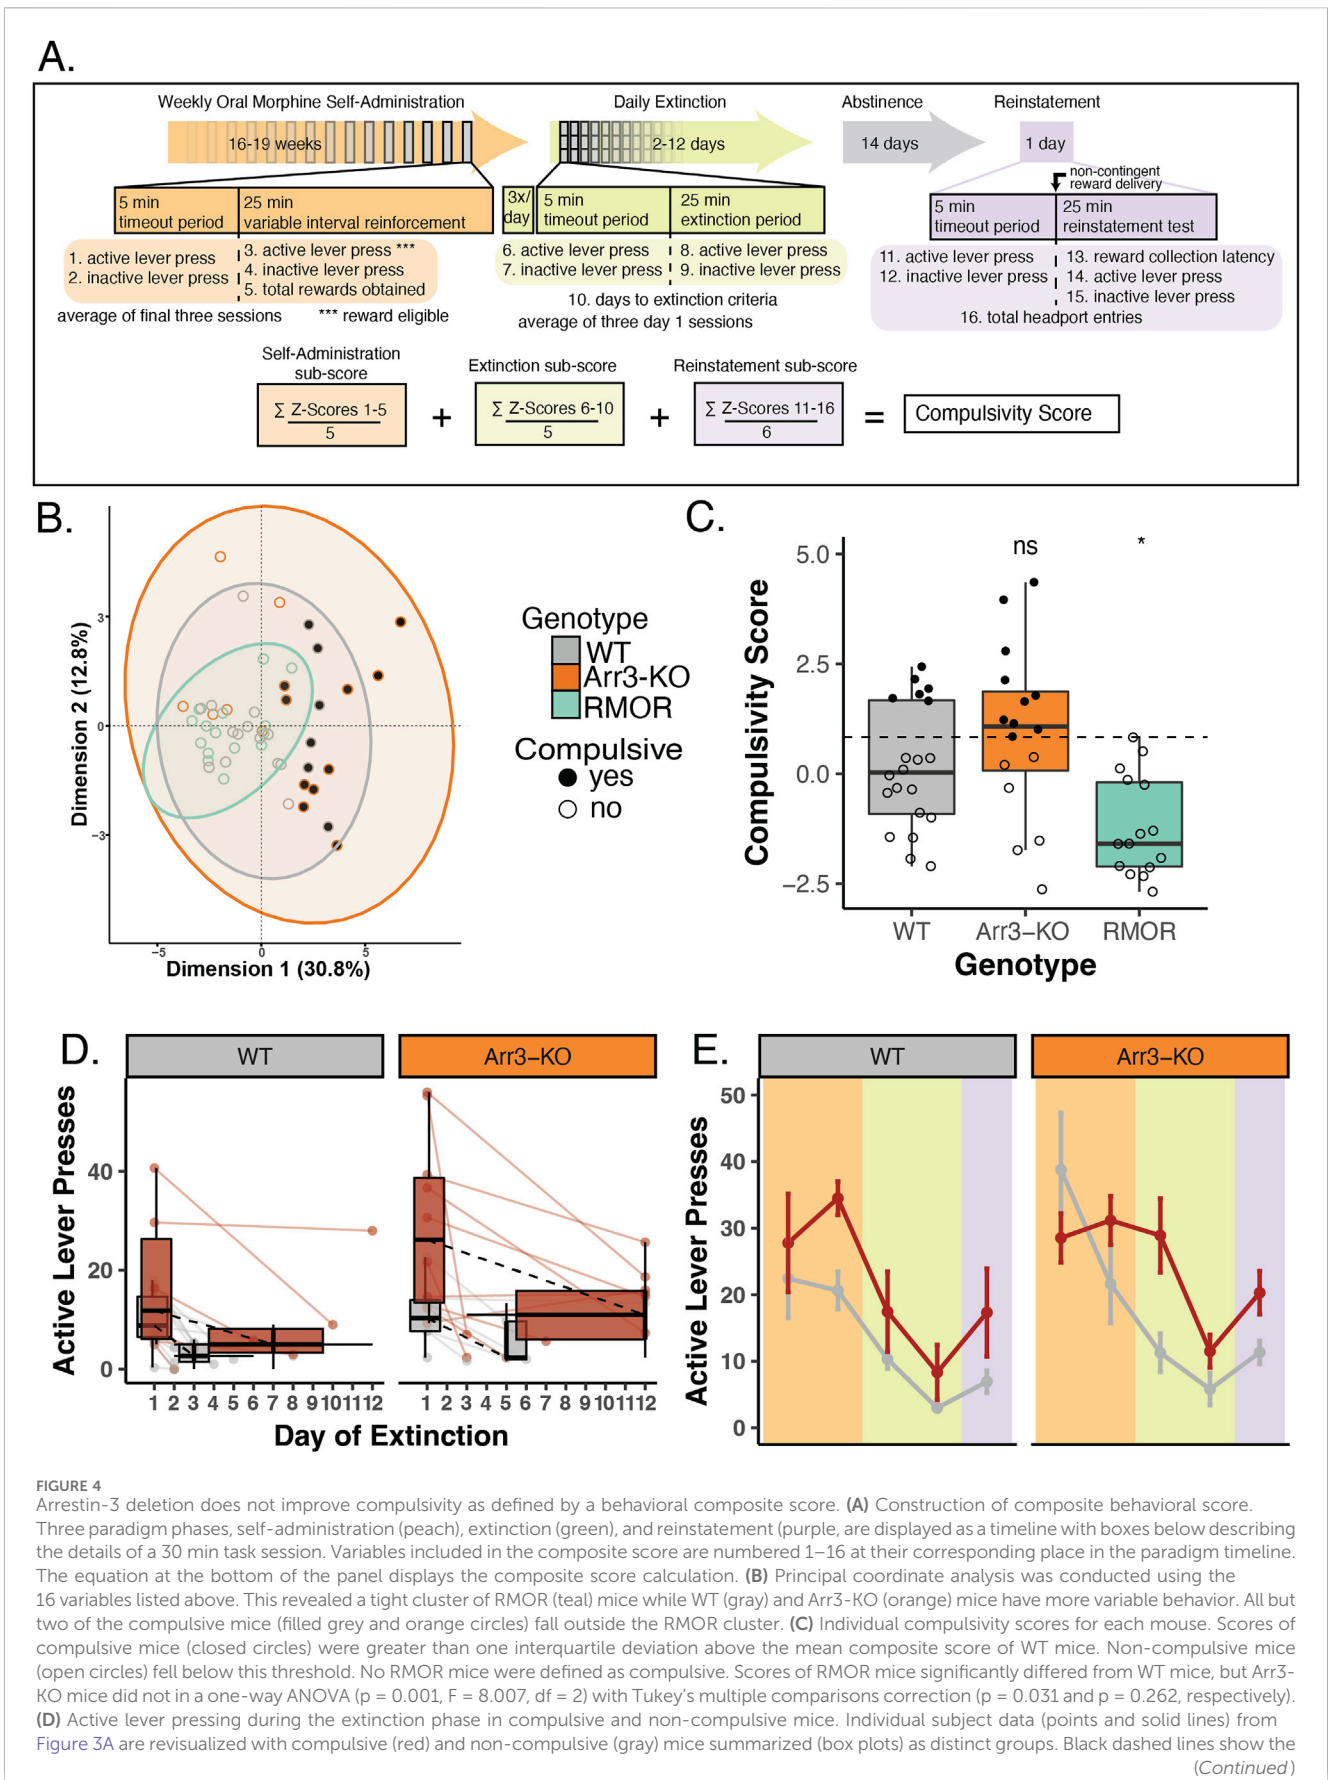 A.
Weekly Oral Morphine Self-Administration
Daily Extinction
Abstinence
Reinstatement
16-19 weeks
2-12 days
14 days
1 day
non-contingent
reward delivery
5 min
timeout period
25 min
variable interval reinforcement
3x/
day
5 min
timeout period
25 min
extinction period
5 min
timeout period
25 min
reinstatement test
1. active lever press
2. inactive lever press
3. active lever press ***
4. inactive lever press
5. total rewards obtained
6. active lever press
7. inactive lever press
8. active lever press
9. inactive lever press
11. active lever press
12. inactive lever press
13. reward collection latency
14. active lever press
15. inactive lever press
16. total headport entries
average of final three sessions
*** reward eligible
10. days to extinction criteria
average of three day 1 sessions
Self-Administration
sub-score
Extinction sub-score
Reinstatement sub-score
∑ Z-Scores 1-5
5
+
∑ Z-Scores 6-10
5
+
∑ Z-Scores 11-16
6
=
Compulsivity Score
B.
Dimension 2 (12.8%)
3
0
−3
−5
0
5
Dimension 1 (30.8%)
Genotype
WT
Arr3-KO
RMOR
Compulsive
yes
no
C.
Compulsivity Score
5.0
2.5
0.0
−2.5
ns
*
WT
Arr3−KO
RMOR
Genotype
D.
WT
Arr3−KO
Active Lever Presses
40
20
0
1 2 3 4 5 6 7 8 9 10 11 12
1 2 3 4 5 6 7 8 9 10 11 12
Day of Extinction
E.
WT
Arr3−KO
Active Lever Presses
50
40
30
20
10
0
FIGURE 4
Arrestin-3 deletion does not improve compulsivity as defined by a behavioral composite score. (A) Construction of composite behavioral score.
Three paradigm phases, self-administration (peach), extinction (green), and reinstatement (purple, are displayed as a timeline with boxes below describing
the details of a 30 min task session. Variables included in the composite score are numbered 1–16 at their corresponding place in the paradigm timeline.
The equation at the bottom of the panel displays the composite score calculation. (B) Principal coordinate analysis was conducted using the
16 variables listed above. This revealed a tight cluster of RMOR (teal) mice while WT (gray) and Arr3-KO (orange) mice have more variable behavior. All but
two of the compulsive mice (filled grey and orange circles) fall outside the RMOR cluster. (C) Individual compulsivity scores for each mouse. Scores of
compulsive mice (closed circles) were greater than one interquartile deviation above the mean composite score of WT mice. Non-compulsive mice
(open circles) fell below this threshold. No RMOR mice were defined as compulsive. Scores of RMOR mice significantly differed from WT mice, but Arr3-
KO mice did not in a one-way ANOVA (p = 0.001, F = 8.007, df = 2) with Tukey's multiple comparisons correction (p = 0.031 and p = 0.262, respectively).
(D) Active lever pressing during the extinction phase in compulsive and non-compulsive mice. Individual subject data (points and solid lines) from
Figure 3A are revisualized with compulsive (red) and non-compulsive (gray) mice summarized (box plots) as distinct groups. Black dashed lines show the
(Continued)